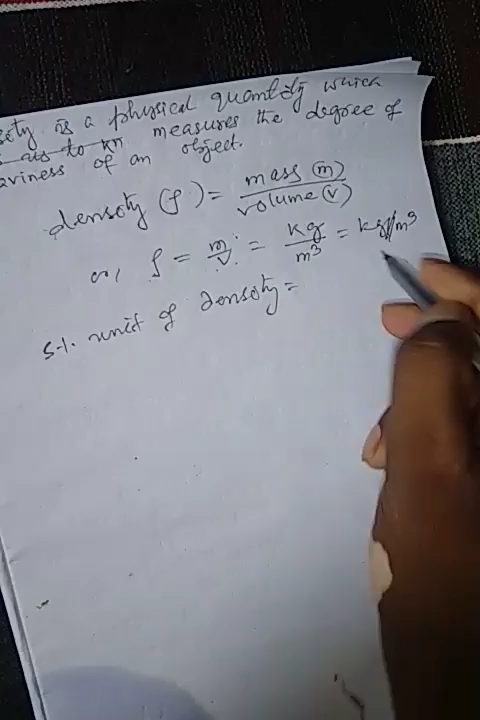 is a physical quantity which
measures the degree of
of an object.
density (ρ) = mass (m) / volume (v)
or, ρ = m/v = kg/m³ = kg/m³
S.I. unit of density =